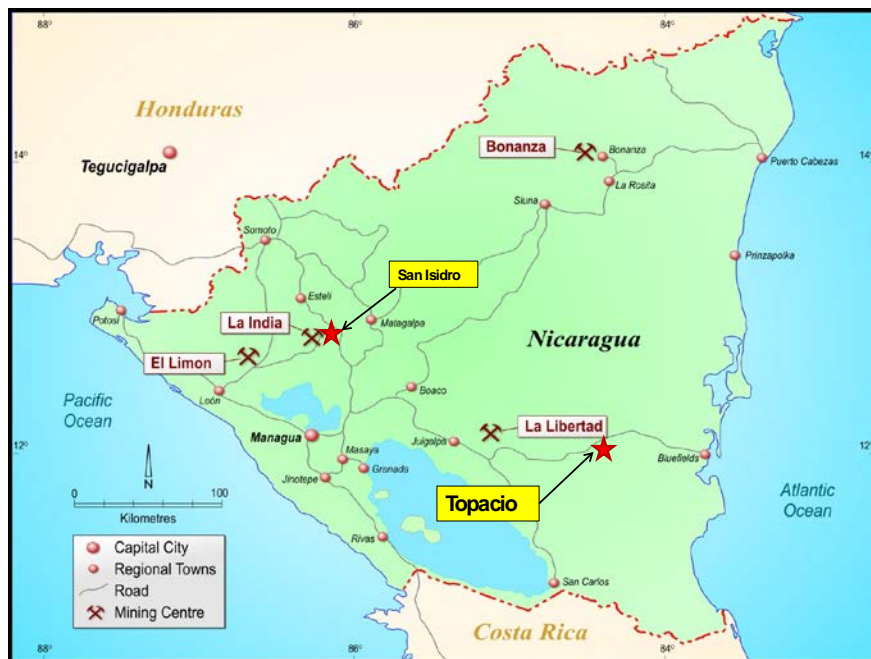 88°
86°
84°
Honduras
14°
Tegucigalpa
Bonanza
Bonanza
La Rosita
Puerto Cabezas
14°
Siuna
Somoto
Prinzapolka
San Isidro
Esteli
Potosí
La India
Matagalpa
Nicaragua
El Limon
León
Boaco
Pacific
Ocean
La Libertad
Managua
Juigalpa
12°
Masaya
Granada
Bluefields
Jinotepe
N
0
100
Kilometres
Topacio
Atlantic
Ocean
Rivas
Capital City
Regional Towns
Road
Mining Centre
San Carlos
Costa Rica
88°
86°
84°